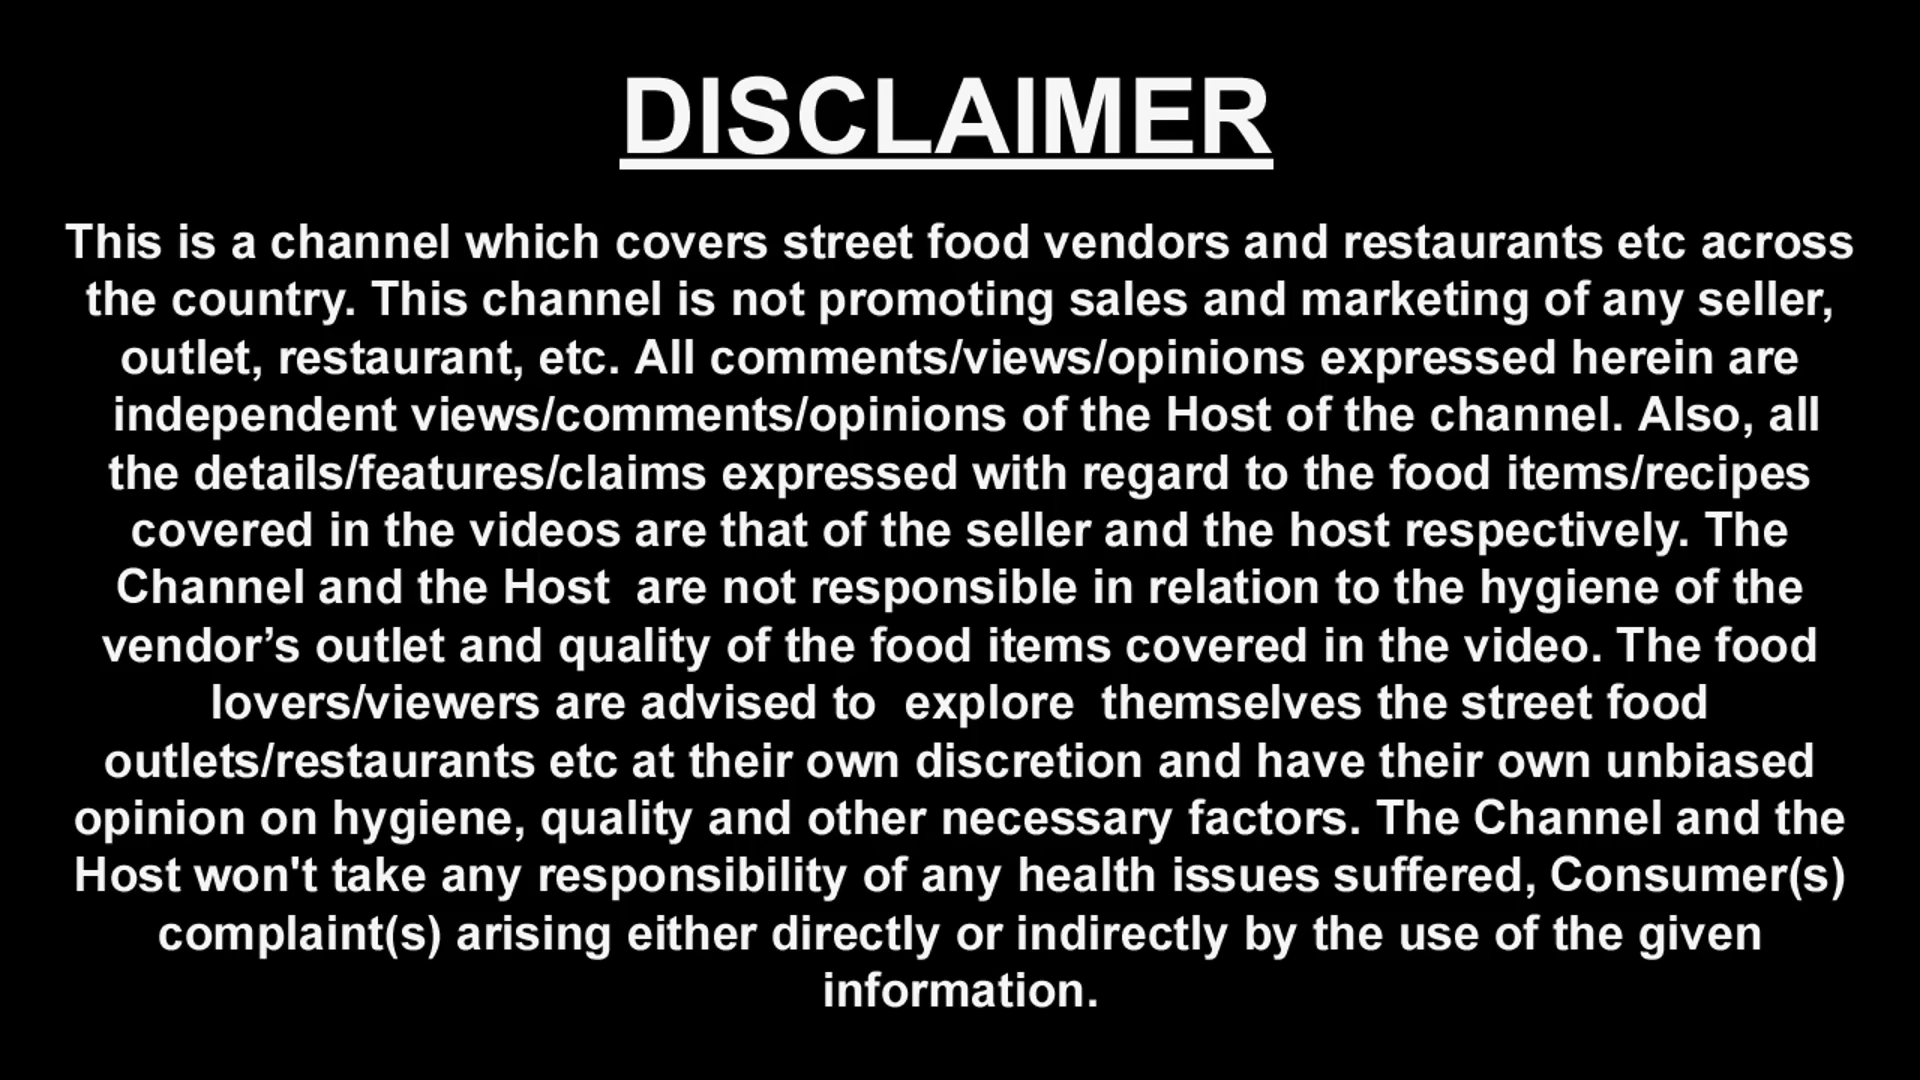 DISCLAIMER
This is a channel which covers street food vendors and restaurants etc across
the country. This channel is not promoting sales and marketing of any seller,
outlet, restaurant, etc. All comments/views/opinions expressed herein are
independent views/comments/opinions of the Host of the channel. Also, all
the details/features/claims expressed with regard to the food items/recipes
covered in the videos are that of the seller and the host respectively. The
Channel and the Host  are not responsible in relation to the hygiene of the
vendor’s outlet and quality of the food items covered in the video. The food
lovers/viewers are advised to  explore  themselves the street food
outlets/restaurants etc at their own discretion and have their own unbiased
opinion on hygiene, quality and other necessary factors. The Channel and the
Host won't take any responsibility of any health issues suffered, Consumer(s)
complaint(s) arising either directly or indirectly by the use of the given
information.